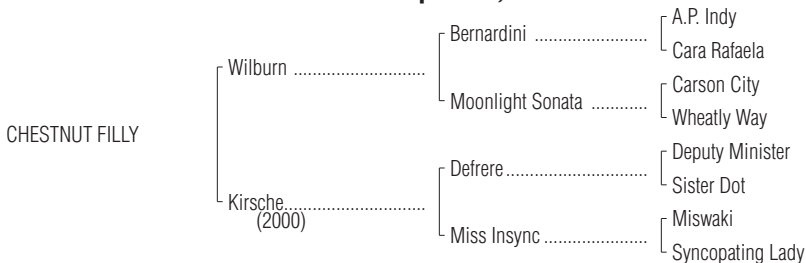 A.P. Indy
Bernardini ........................
Cara Rafaela
Wilburn ............................
Carson City
Moonlight Sonata ............
Wheatly Way
CHESTNUT FILLY
Deputy Minister
Defrere..............................
Sister Dot
Kirsche..............................
(2000)
Miswaki
Miss Insync ......................
Syncopating Lady